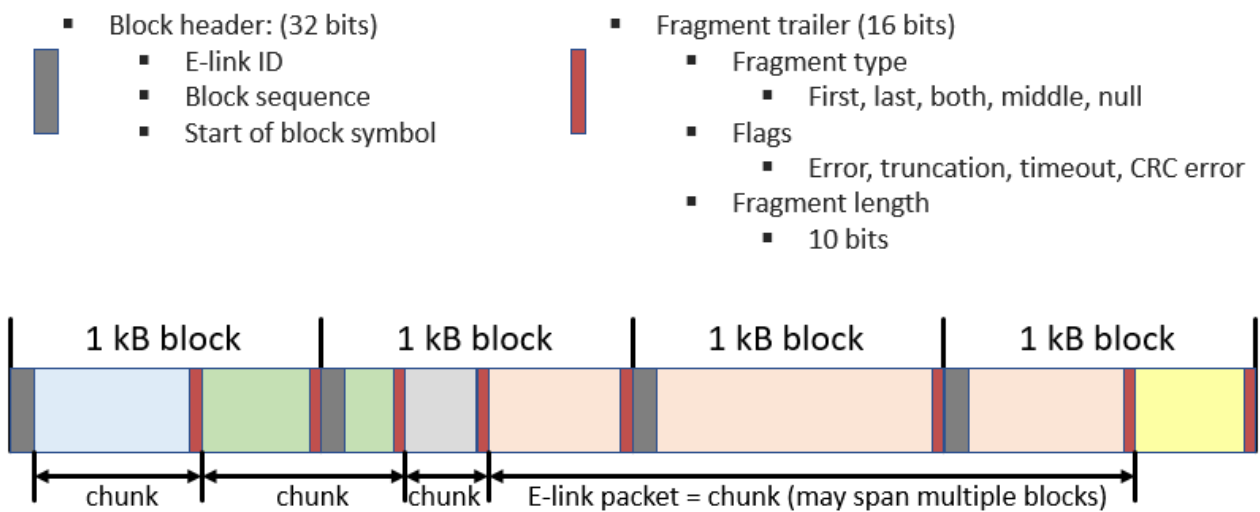 ▪ Block header: (32 bits)
▪ E-link ID
▪ Block sequence
▪ Start of block symbol
▪ Fragment trailer (16 bits)
▪ Fragment type
▪ First, last, both, middle, null
▪ Flags
▪ Error, truncation, timeout, CRC error
▪ Fragment length
▪ 10 bits
1 kB block 1 kB block 1 kB block 1 kB block
chunk chunk chunk E-link packet = chunk (may span multiple blocks)